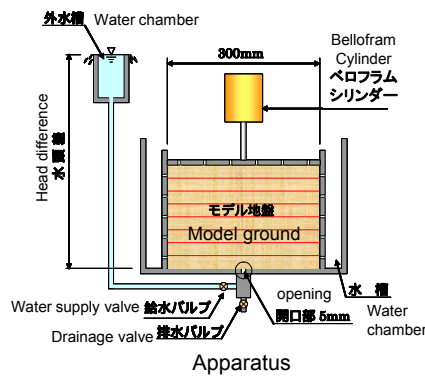 外水槽 Water chamber
300mm
Bellofram
Cylinder
ベロフラム
シリンダー
Head difference
水頭差
モデル地盤
Model ground
opening
開口部 5mm
水 槽
Water
chamber
Water supply valve 給水バルブ
Drainage valve 排水バルブ
Apparatus